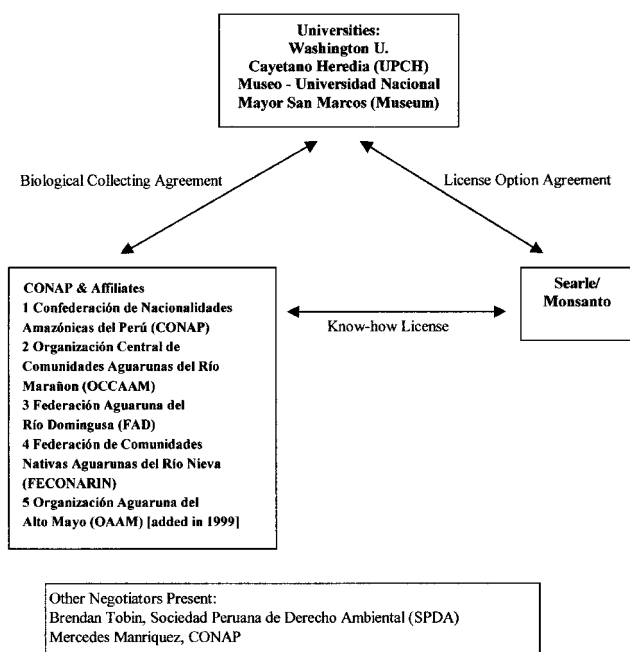 Universities:
Washington U.
Cayetano Heredia (UPCH)
Museo - Universidad Nacional
Mayor San Marcos (Museum)
Biological Collecting Agreement
License Option Agreement
CONAP & Affiliates
1 Confederación de Nacionalidades
Amazónicas del Perú (CONAP)
2 Organización Central de
Comunidades Aguarunas del Río
Marañon (OCCAAM)
3 Federación Aguaruna del
Río Domingusa (FAD)
4 Federación de Comunidades
Nativas Aguarunas del Río Nieva
(FECONARIN)
5 Organización Aguaruna del
Alto Mayo (OAAM) [added in 1999]
Know-how License
Searle/
Monsanto
Other Negotiators Present:
Brendan Tobin, Sociedad Peruana de Derecho Ambiental (SPDA)
Mercedes Manriquez, CONAP